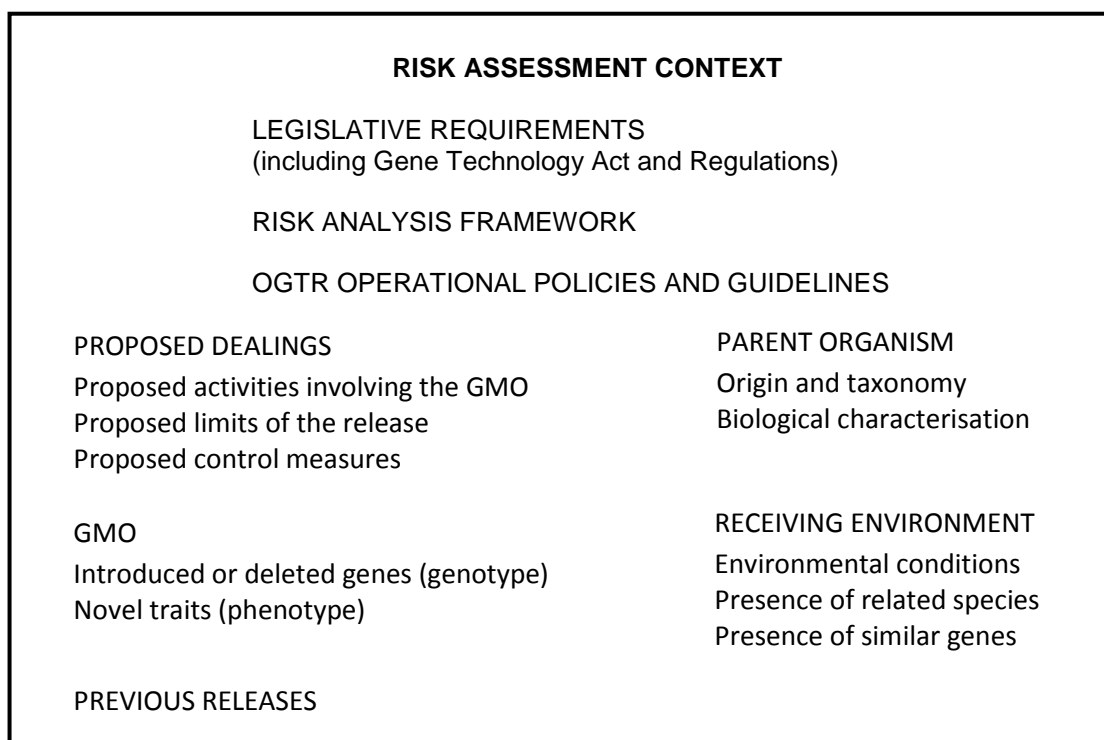 RISK ASSESSMENT CONTEXT
LEGISLATIVE REQUIREMENTS
(including Gene Technology Act and Regulations)
RISK ANALYSIS FRAMEWORK
OGTR OPERATIONAL POLICIES AND GUIDELINES
PROPOSED DEALINGS
Proposed activities involving the GMO
Proposed limits of the release
Proposed control measures
PARENT ORGANISM
Origin and taxonomy
Biological characterisation
GMO
Introduced or deleted genes (genotype)
Novel traits (phenotype)
RECEIVING ENVIRONMENT
Environmental conditions
Presence of related species
Presence of similar genes
PREVIOUS RELEASES